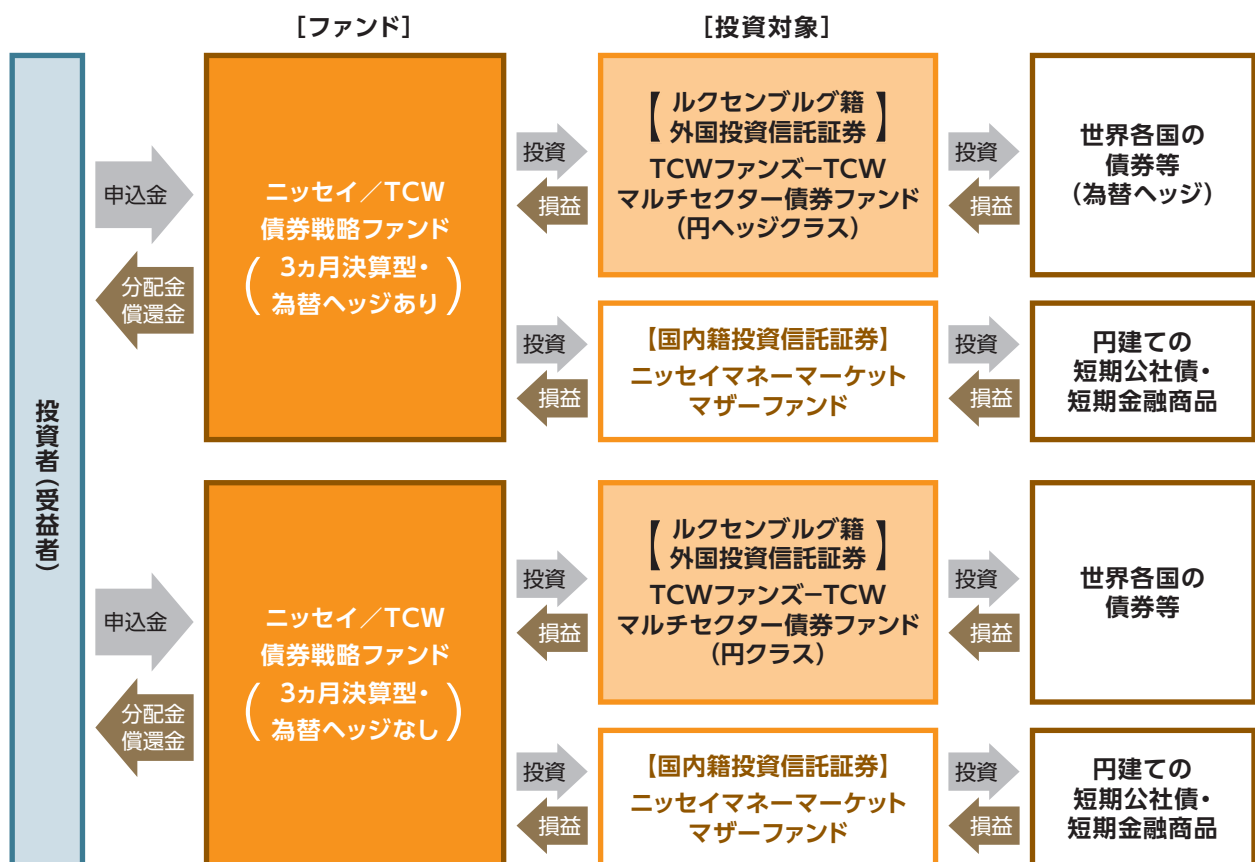 [ファンド]
[投資対象]
投資者(受益者)
申込金
分配金
償還金
ニッセイ／TCW
債券戦略ファンド
(3ヵ月決算型・
為替ヘッジあり)
投資
損益
【ルクセンブルグ籍
外国投資信託証券】
TCWファンズ−TCW
マルチセクター債券ファンド
(円ヘッジクラス)
投資
損益
世界各国の
債券等
(為替ヘッジ)
投資
損益
【国内籍投資信託証券】
ニッセイマネーマーケット
マザーファンド
投資
損益
円建ての
短期公社債・
短期金融商品
申込金
分配金
償還金
ニッセイ／TCW
債券戦略ファンド
(3ヵ月決算型・
為替ヘッジなし)
投資
損益
【ルクセンブルグ籍
外国投資信託証券】
TCWファンズ−TCW
マルチセクター債券ファンド
(円クラス)
投資
損益
世界各国の
債券等
投資
損益
【国内籍投資信託証券】
ニッセイマネーマーケット
マザーファンド
投資
損益
円建ての
短期公社債・
短期金融商品